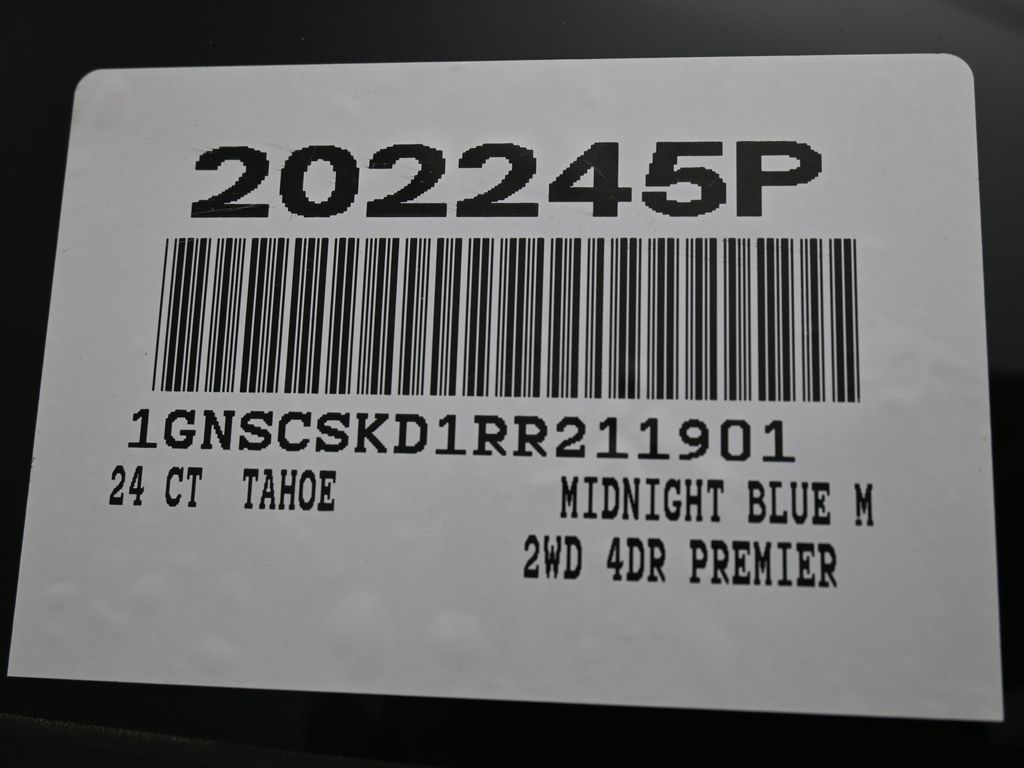 202245P
1GNSCSKD1RR211901
24 CT TAHOE MIDNIGHT BLUE M
2WD 4DR PREMIER